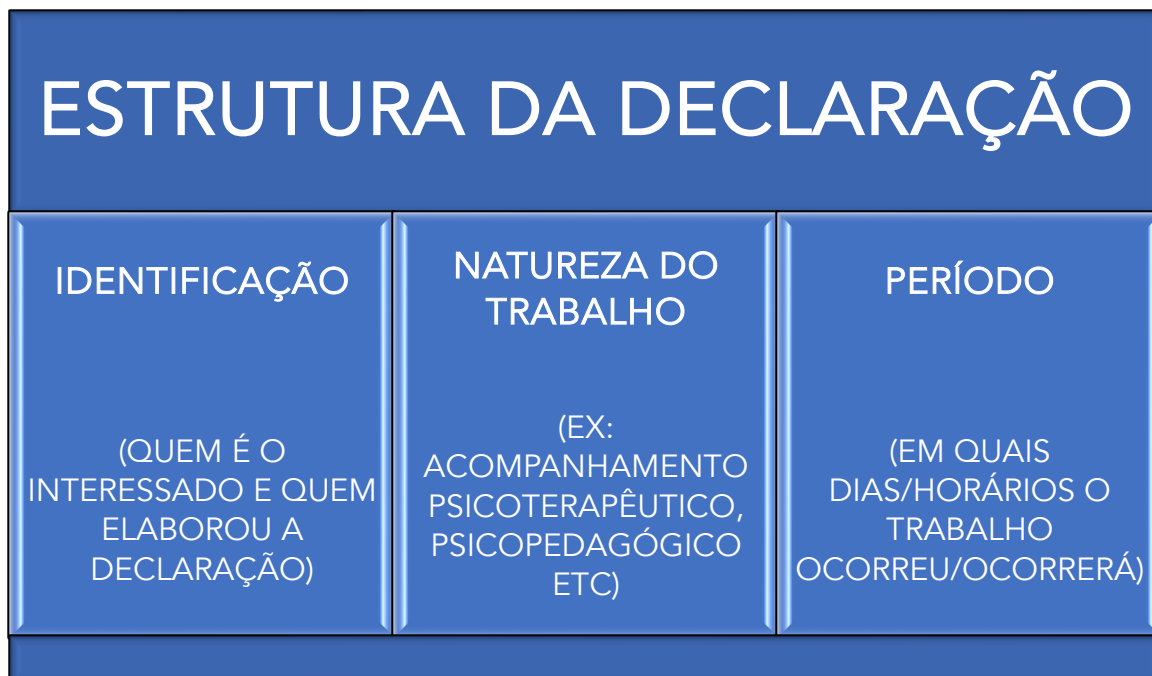 ESTRUTURA DA DECLARAÇÃO
IDENTIFICAÇÃO
(QUEM É O
INTERESSADO E QUEM
ELABOROU A
DECLARAÇÃO)
NATUREZA DO
TRABALHO
(EX:
ACOMPANHAMENTO
PSICOTERAPÊUTICO,
PSICOPEDAGÓGICO
ETC)
PERÍODO
(EM QUAIS
DIAS/HORÁRIOS O
TRABALHO
OCORREU/OCORRERÁ)